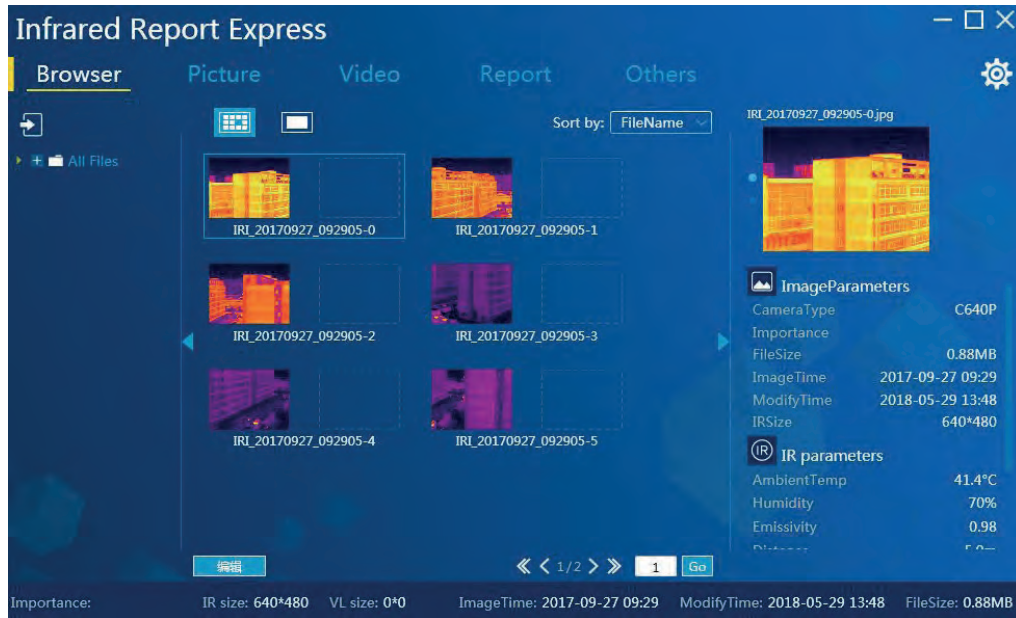 Infrared Report Express
Browser Picture Video Report Others
Sort by: FileName
All Files
IRI_20170927_092905-0
IRI_20170927_092905-1
IRI_20170927_092905-2
IRI_20170927_092905-3
IRI_20170927_092905-4
IRI_20170927_092905-5
编辑
1/2 1 Go
IRI_20170927_092905-0.jpg
ImageParameters
CameraType C640P
Importance
FileSize 0.88MB
ImageTime 2017-09-27 09:29
ModifyTime 2018-05-29 13:48
IRSize 640*480
IR IR parameters
AmbientTemp 41.4°C
Humidity 70%
Emissivity 0.98
Distance 5.0m
Importance: IR size: 640*480 VL size: 0*0 ImageTime: 2017-09-27 09:29 ModifyTime: 2018-05-29 13:48 FileSize: 0.88MB